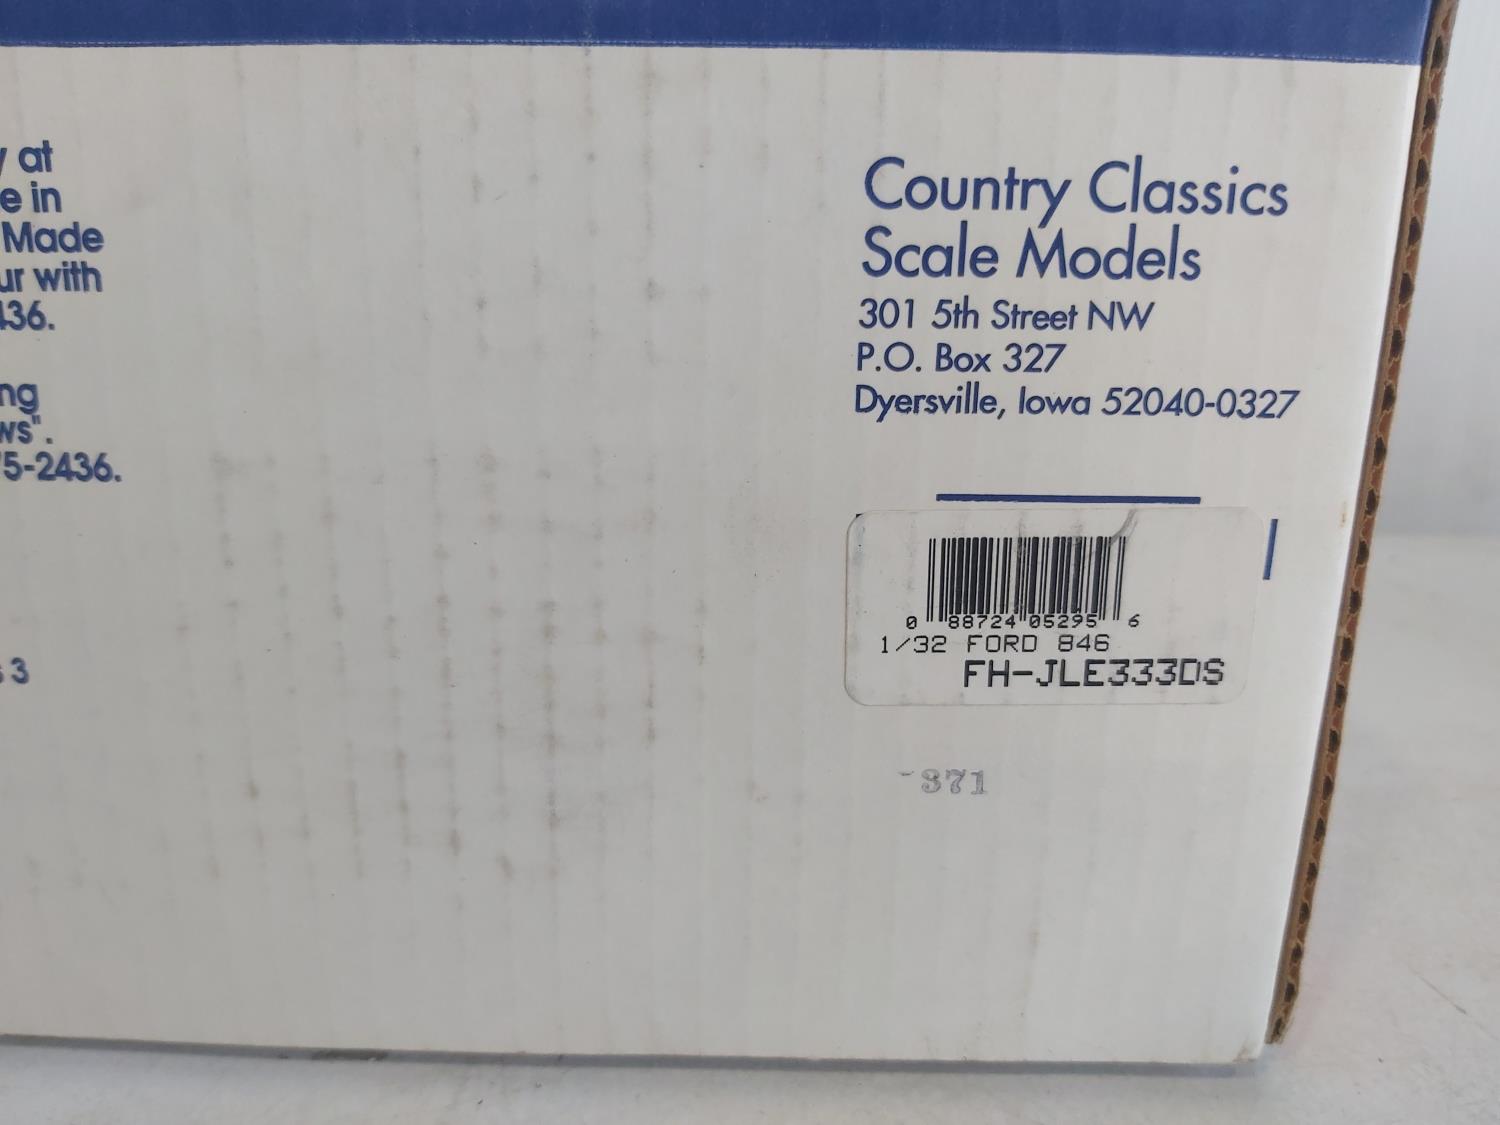 at
e in
Made
ur with
436.
ng
ws".
75-2436.
3
Country Classics
Scale Models
301 5th Street NW
P.O. Box 327
Dyersville, Iowa 52040-0327
0 88724 05295 6
1/32 FORD 846
FH-JLE333DS
-371